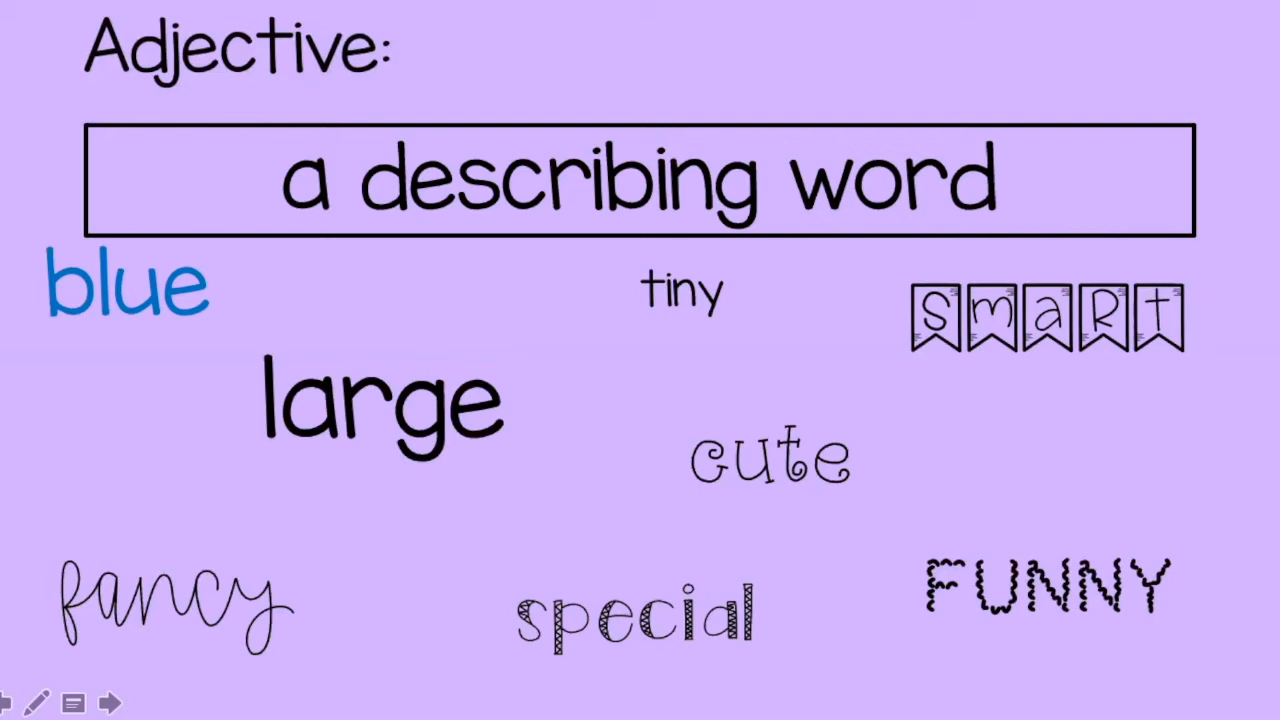 Adjective:
a describing word
blue
tiny
SmaRt
large
cute
fancy
special
FUNNY